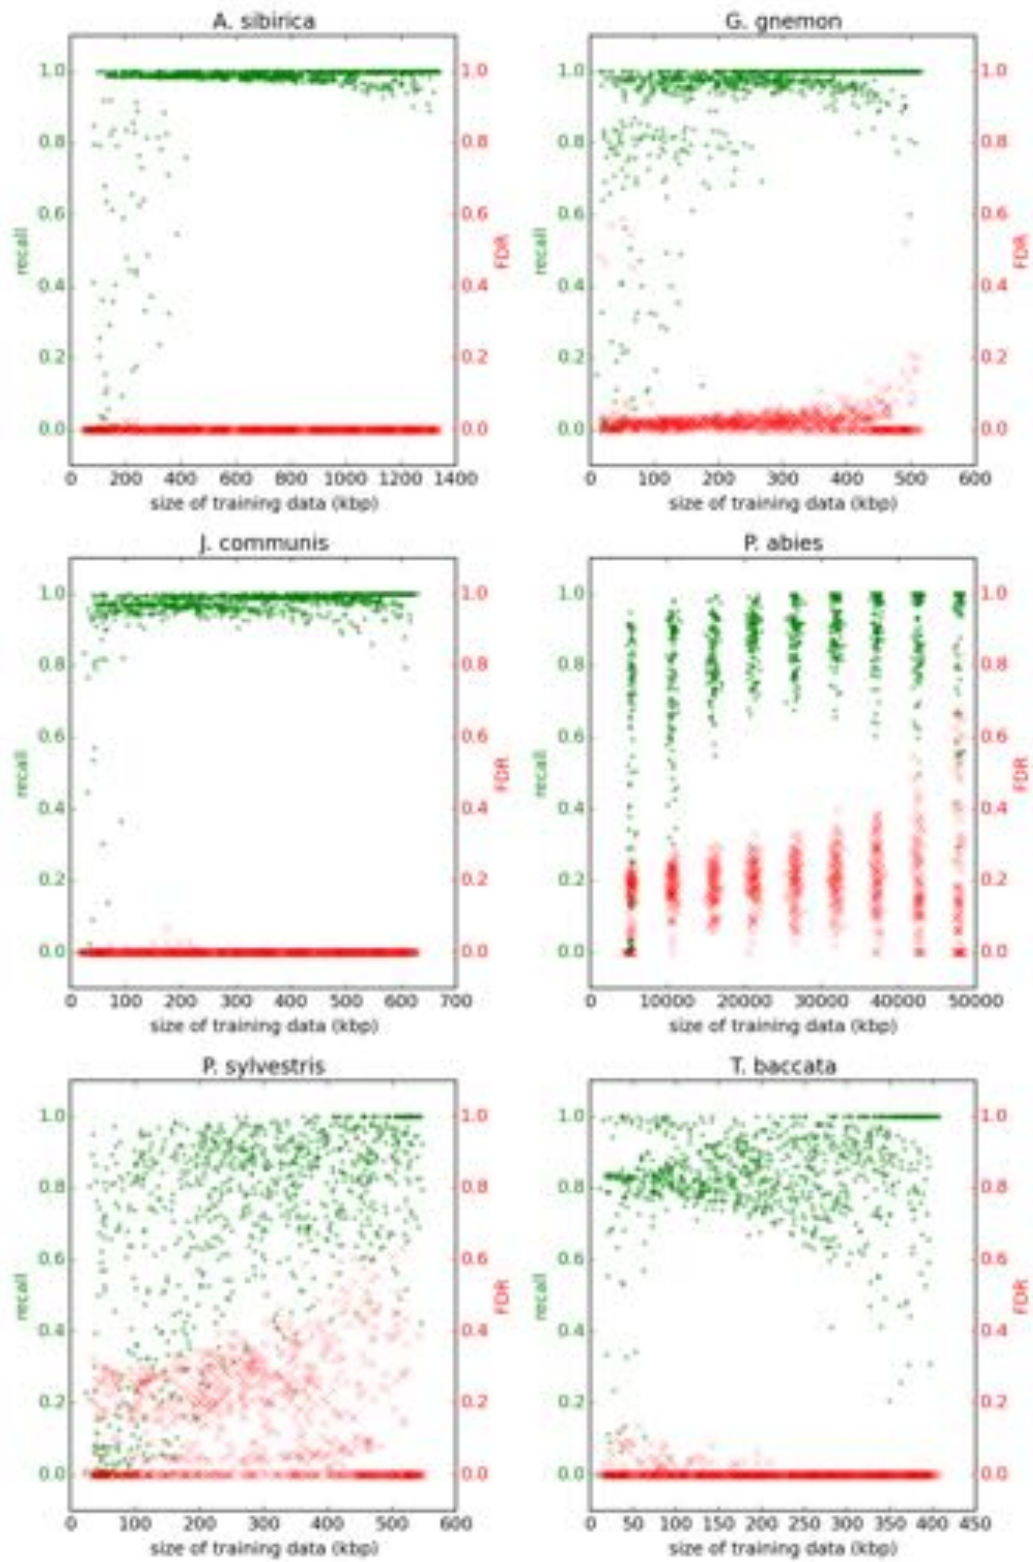 A. sibirica
G. gnemon
1.0
0.8
0.6
0.4
0.2
0.0
recall
1.0
0.8
0.6
0.4
0.2
0.0
FDR
0 200 400 600 800 1000 1200 1400
size of training data (kbp)
1.0
0.8
0.6
0.4
0.2
0.0
recall
1.0
0.8
0.6
0.4
0.2
0.0
FDR
0 100 200 300 400 500 600
size of training data (kbp)
J. communis
P. abies
1.0
0.8
0.6
0.4
0.2
0.0
recall
1.0
0.8
0.6
0.4
0.2
0.0
FDR
0 100 200 300 400 500 600 700
size of training data (kbp)
1.0
0.8
0.6
0.4
0.2
0.0
recall
1.0
0.8
0.6
0.4
0.2
0.0
FDR
0 10000 20000 30000 40000 50000
size of training data (kbp)
P. sylvestris
T. baccata
1.0
0.8
0.6
0.4
0.2
0.0
recall
1.0
0.8
0.6
0.4
0.2
0.0
FDR
0 100 200 300 400 500 600
size of training data (kbp)
1.0
0.8
0.6
0.4
0.2
0.0
recall
1.0
0.8
0.6
0.4
0.2
0.0
FDR
0 50 100 150 200 250 300 350 400 450
size of training data (kbp)